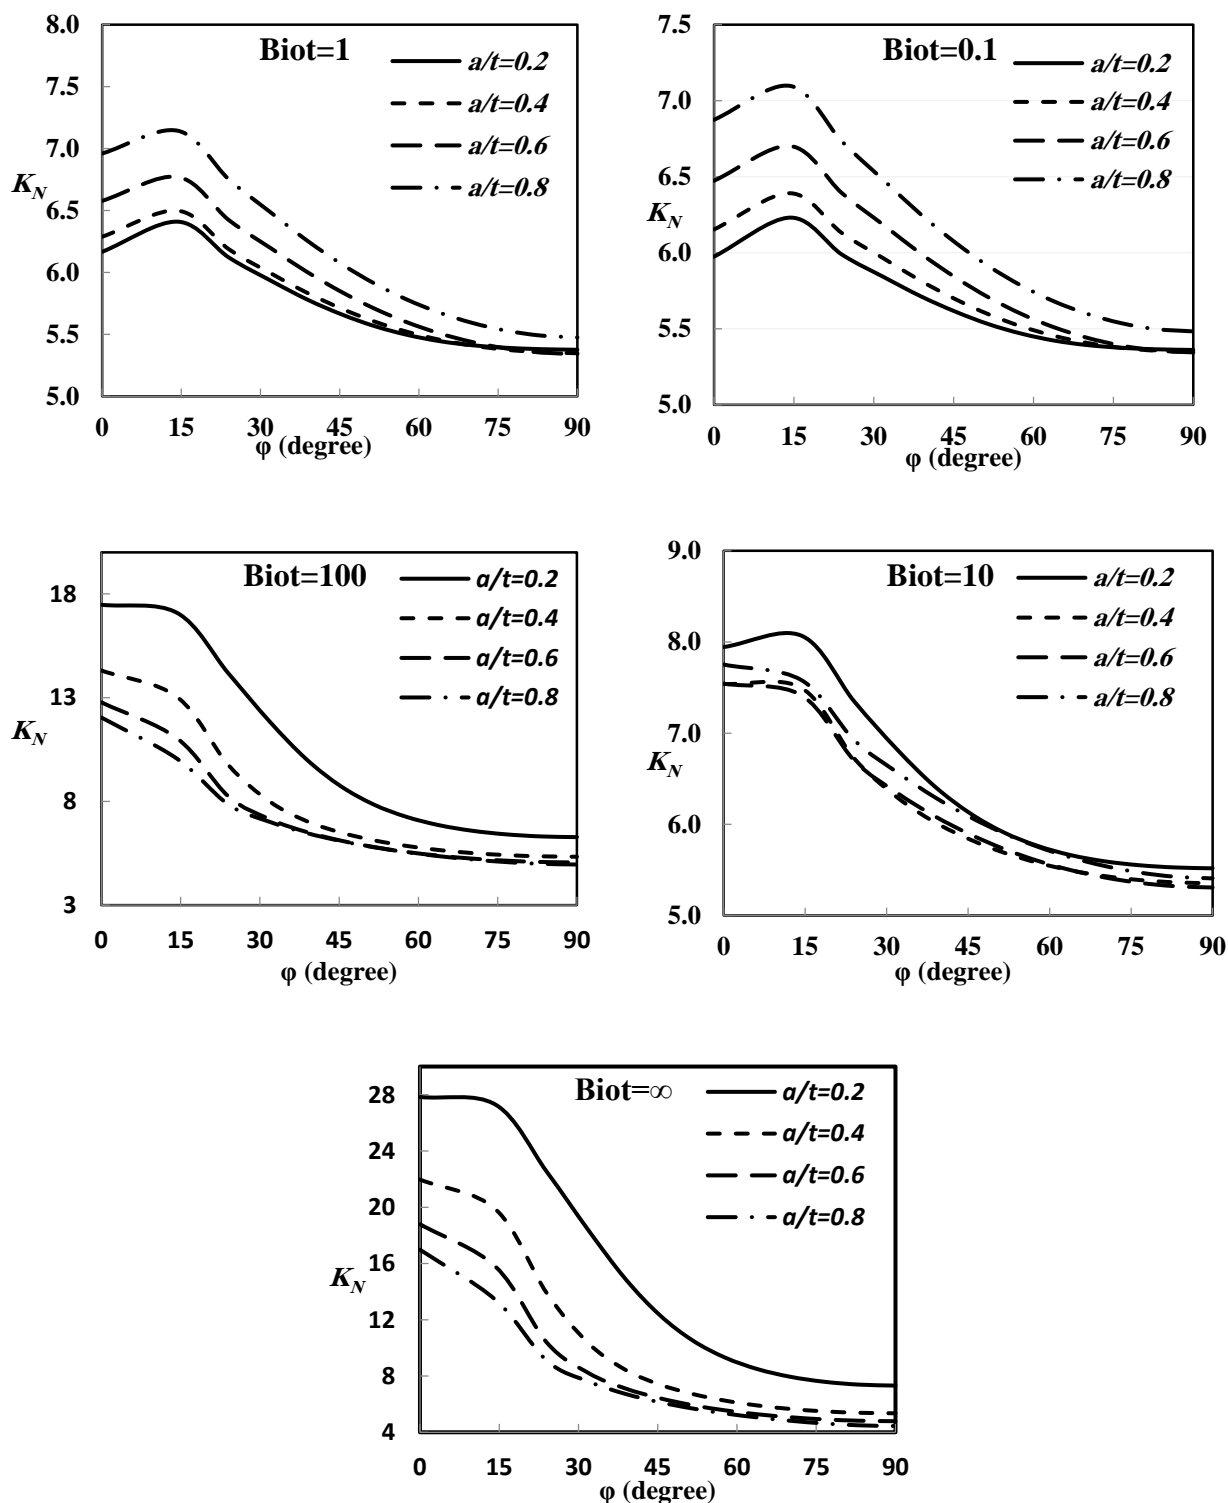 Biot=1
8.0
7.5
7.0
6.5
6.0
5.5
5.0
K_N
a/t=0.2
a/t=0.4
a/t=0.6
a/t=0.8
0 15 30 45 60 75 90
φ (degree)
Biot=0.1
7.5
7.0
6.5
6.0
5.5
5.0
K_N
a/t=0.2
a/t=0.4
a/t=0.6
a/t=0.8
0 15 30 45 60 75 90
φ (degree)
Biot=100
18
13
8
3
K_N
a/t=0.2
a/t=0.4
a/t=0.6
a/t=0.8
0 15 30 45 60 75 90
φ (degree)
Biot=10
9.0
8.0
7.0
6.0
5.0
K_N
a/t=0.2
a/t=0.4
a/t=0.6
a/t=0.8
0 15 30 45 60 75 90
φ (degree)
Biot=∞
28
24
20
16
12
8
4
K_N
a/t=0.2
a/t=0.4
a/t=0.6
a/t=0.8
0 15 30 45 60 75 90
φ (degree)